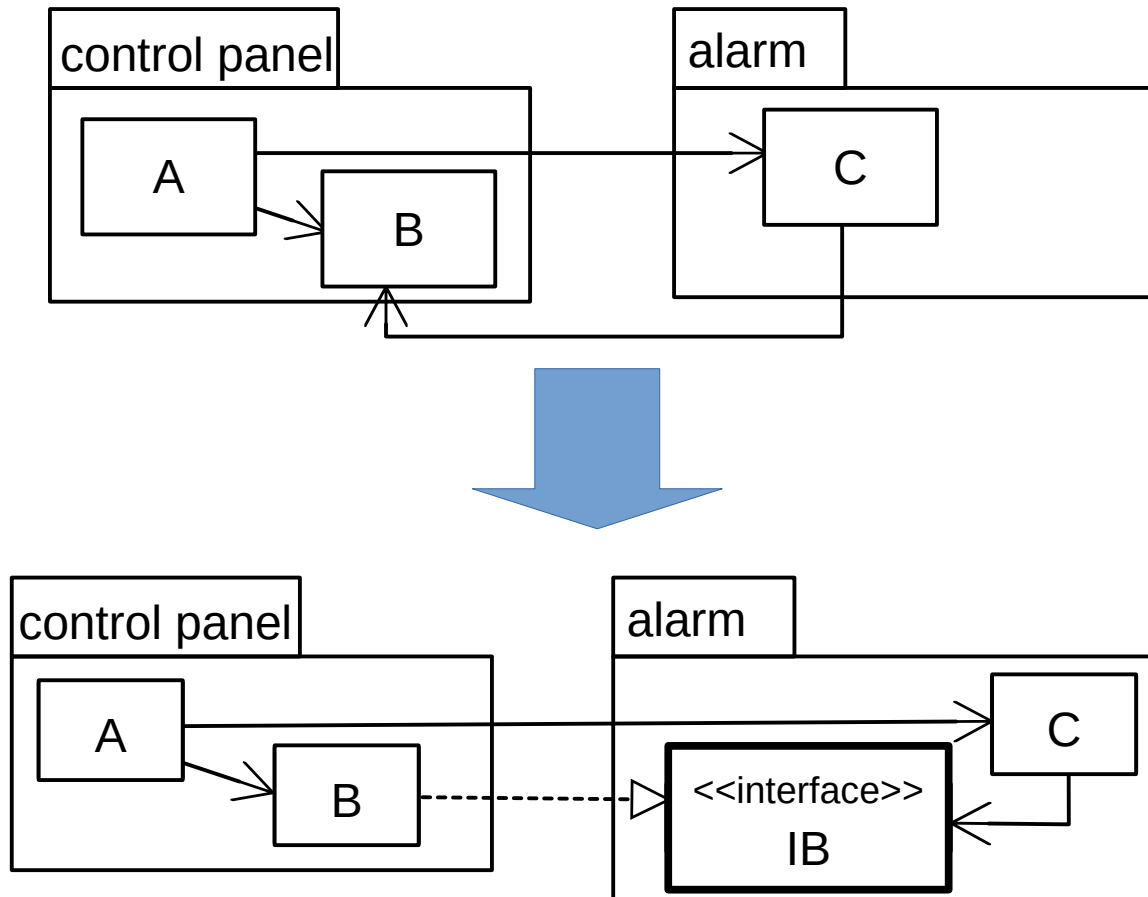 control panel
alarm
A
C
B
control panel
alarm
A
C
B
<<interface>>
IB